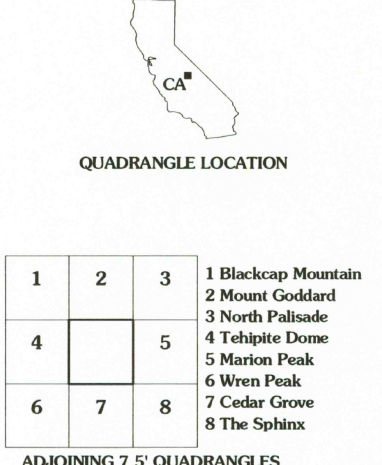 CA
QUADRANGLE LOCATION
1 2 3
4 5
6 7 8
1 Blackcap Mountain
2 Mount Goddard
3 North Palisade
4 Tehipite Dome
5 Marion Peak
6 Wren Peak
7 Cedar Grove
8 The Sphinx
ADJOINING 7.5' QUADRANGLES